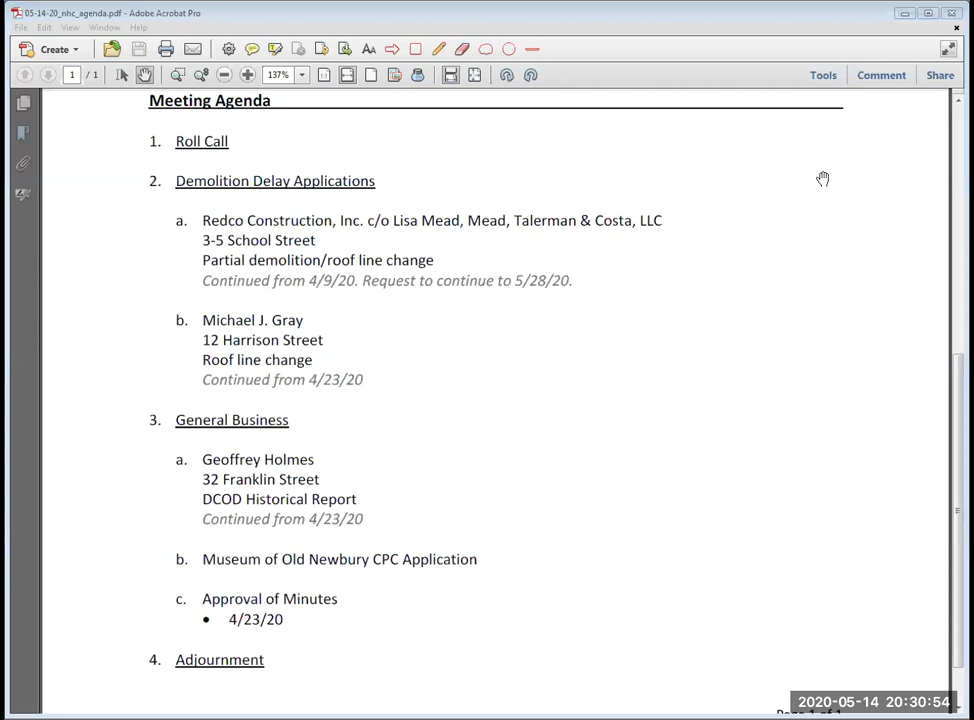 05-14-20_nhc_agenda.pdf - Adobe Acrobat Pro
File Edit View Window Help
Create
1 / 1 137% Tools Comment Share
Meeting Agenda
1. Roll Call
2. Demolition Delay Applications
a. Redco Construction, Inc. c/o Lisa Mead, Mead, Talerman & Costa, LLC
3-5 School Street
Partial demolition/roof line change
Continued from 4/9/20. Request to continue to 5/28/20.
b. Michael J. Gray
12 Harrison Street
Roof line change
Continued from 4/23/20
3. General Business
a. Geoffrey Holmes
32 Franklin Street
DCOD Historical Report
Continued from 4/23/20
b. Museum of Old Newbury CPC Application
c. Approval of Minutes
• 4/23/20
4. Adjournment
2020-05-14 20:30:54
Page 1 of 1